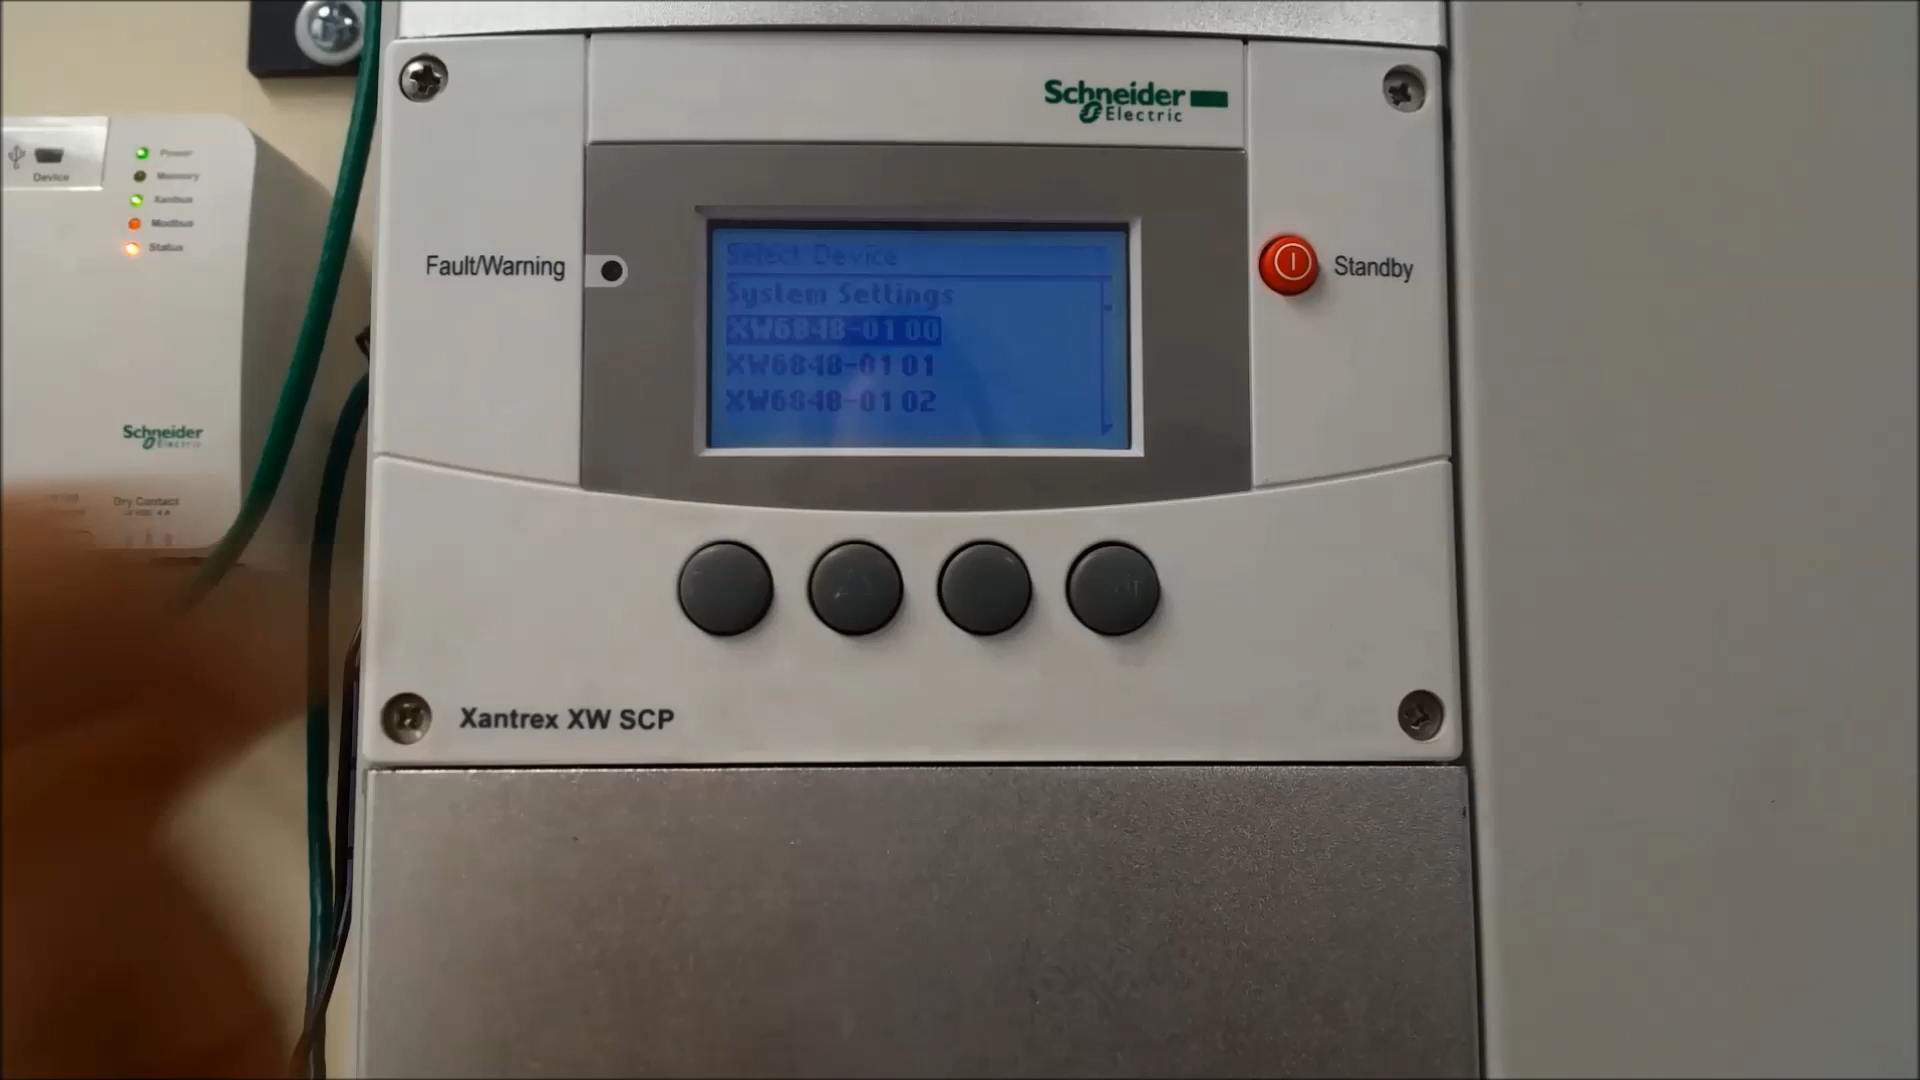 Schneider
Electric
Power
Memory
Xanbus
Modbus
Status
Device
Fault/Warning
Standby
Select Device
System Settings
XW6848-01 00
XW6848-01 01
XW6848-01 02
Schneider
Electric
Dry Contact
Xantrex XW SCP